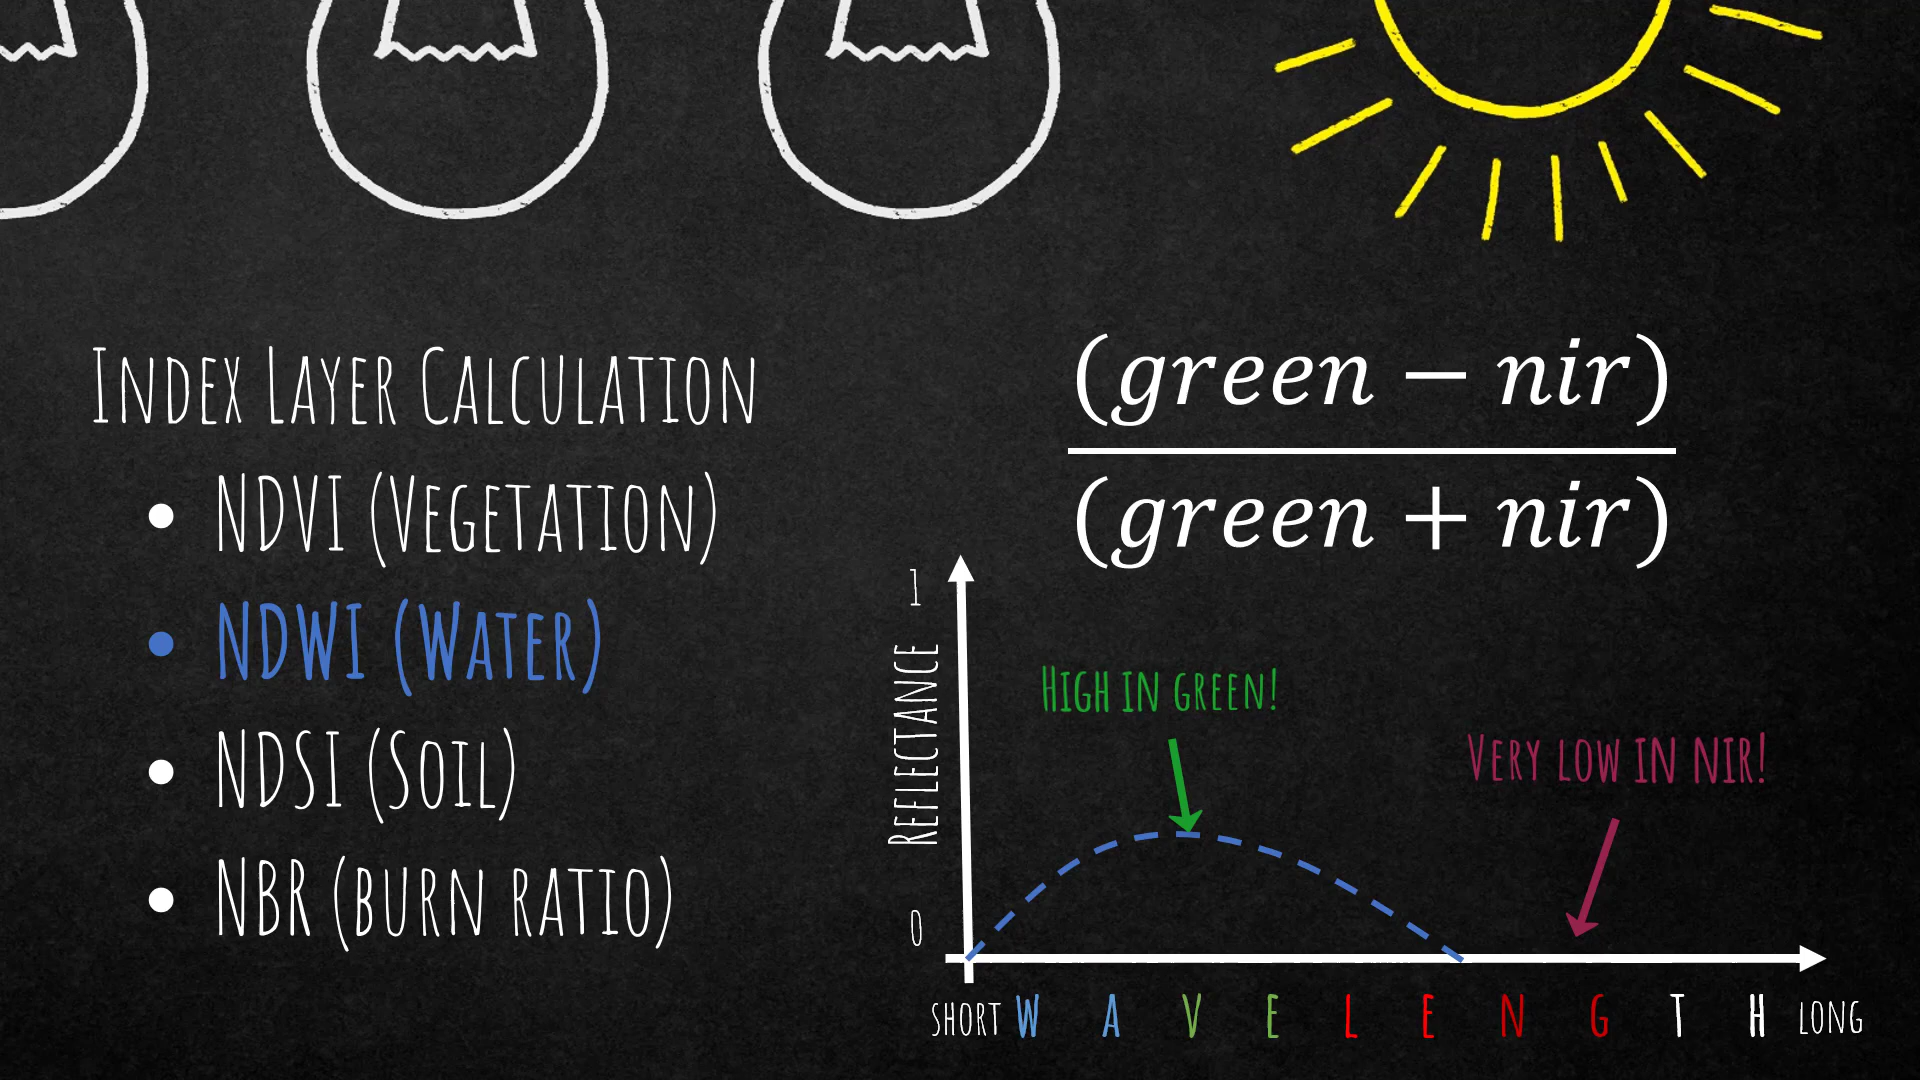 Index Layer Calculation
• NDVI (Vegetation)
• NDWI (Water)
• NDSI (Soil)
• NBR (burn ratio)
(green − nir)
(green + nir)
1
Reflectance
0
High in green!
Very low in nir!
short W A V E L E N G T H long